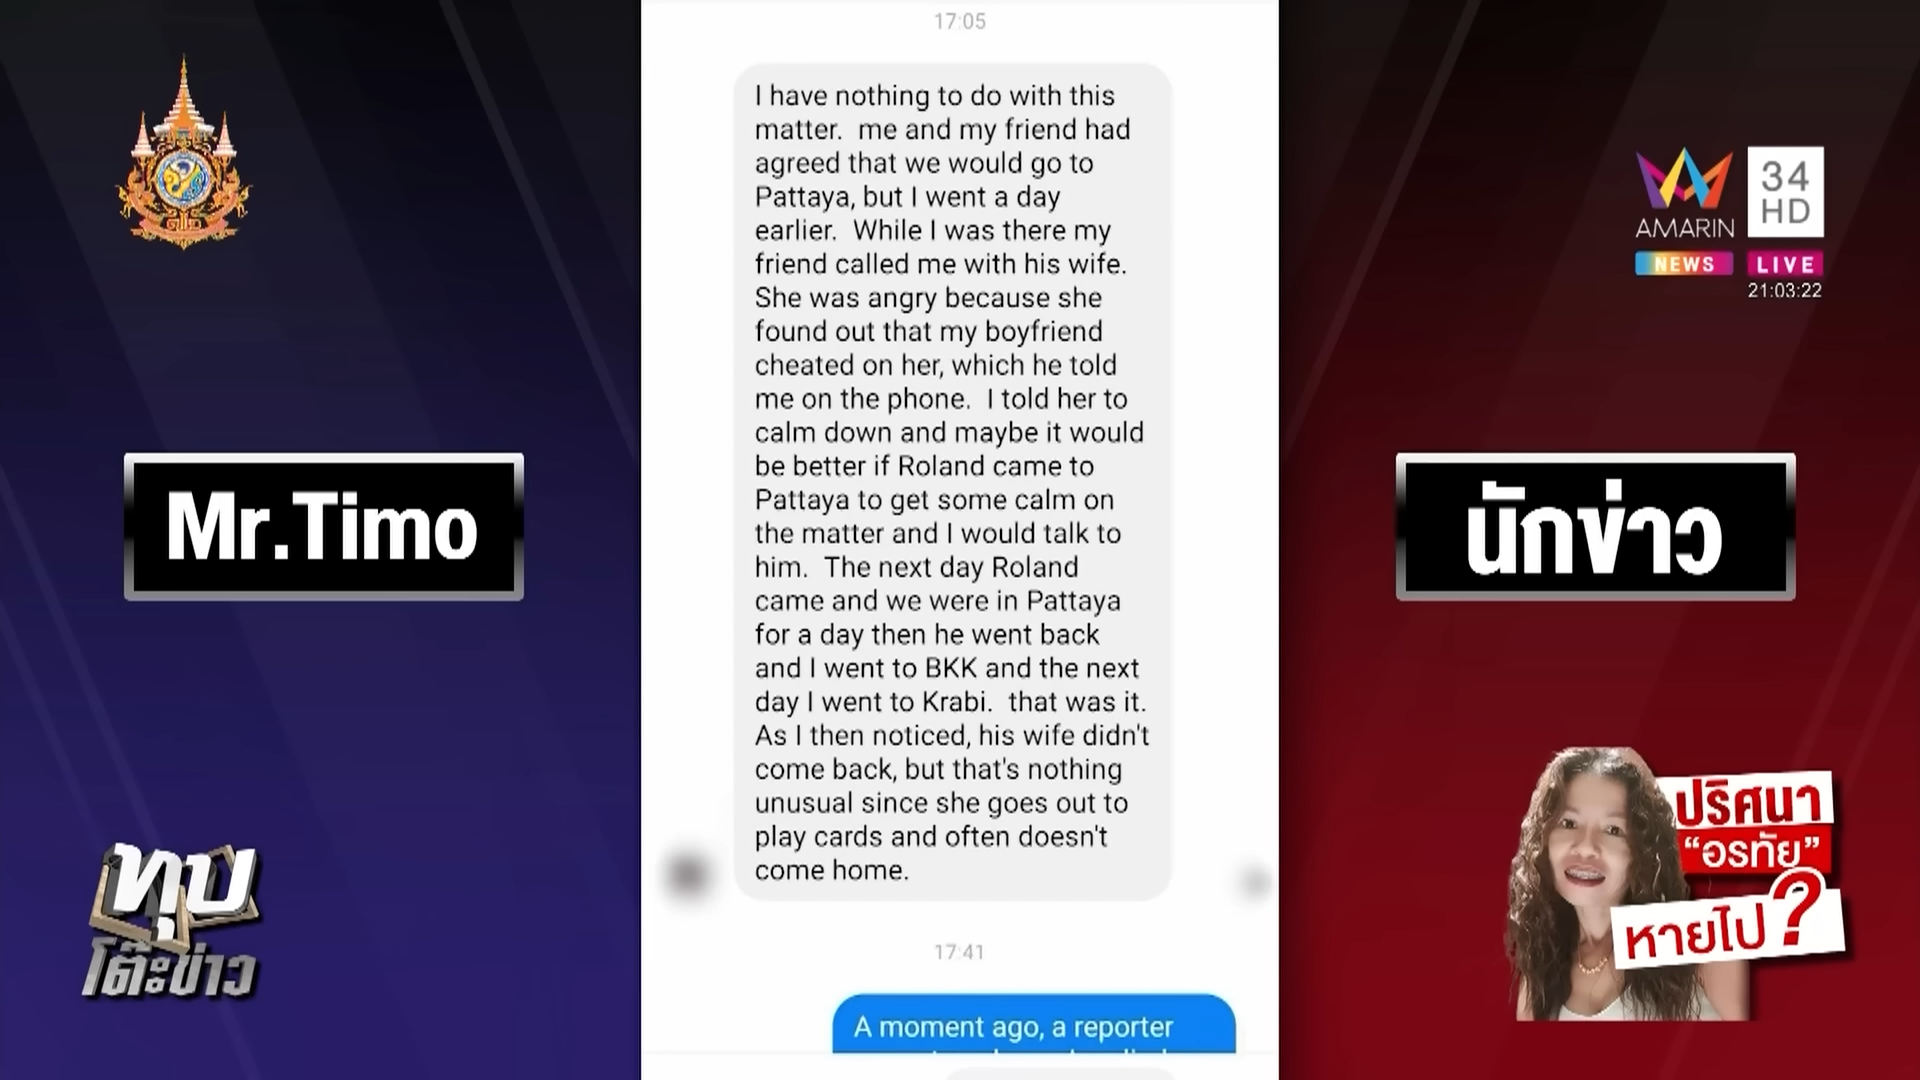 17:05
I have nothing to do with this
matter.  me and my friend had
agreed that we would go to
Pattaya, but I went a day
earlier.  While I was there my
friend called me with his wife.
She was angry because she
found out that my boyfriend
cheated on her, which he told
me on the phone.  I told her to
calm down and maybe it would
be better if Roland came to
Pattaya to get some calm on
the matter and I would talk to
him.  The next day Roland
came and we were in Pattaya
for a day then he went back
and I went to BKK and the next
day I went to Krabi.  that was it.
As I then noticed, his wife didn't
come back, but that's nothing
unusual since she goes out to
play cards and often doesn't
come home.
17:41
A moment ago, a reporter
Mr.Timo
นักข่าว
AMARIN
34
HD
NEWS
LIVE
21:03:22
ทุบ
โต๊ะข่าว
ปริศนา
“อรทัย”
หายไป?